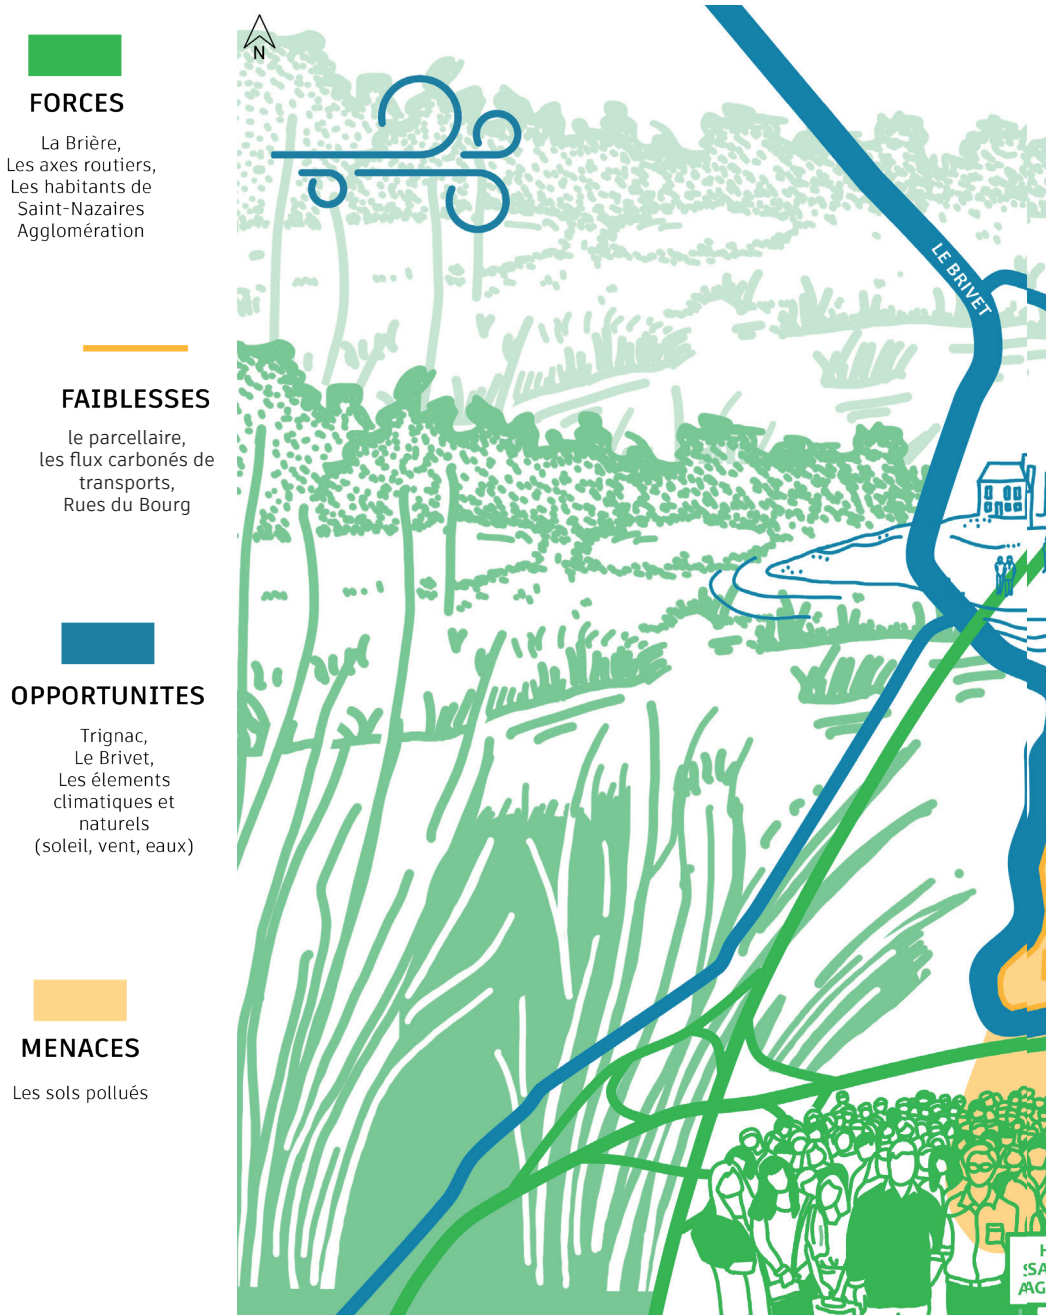 N
FORCES
La Brière,
Les axes routiers,
Les habitants de
Saint-Nazaires
Agglomération
FAIBLESSES
le parcellaire,
les flux carbonés de
transports,
Rues du Bourg
OPPORTUNITES
Trignac,
Le Brivet,
Les élements
climatiques et
naturels
(soleil, vent, eaux)
MENACES
Les sols pollués
LE BRIVET